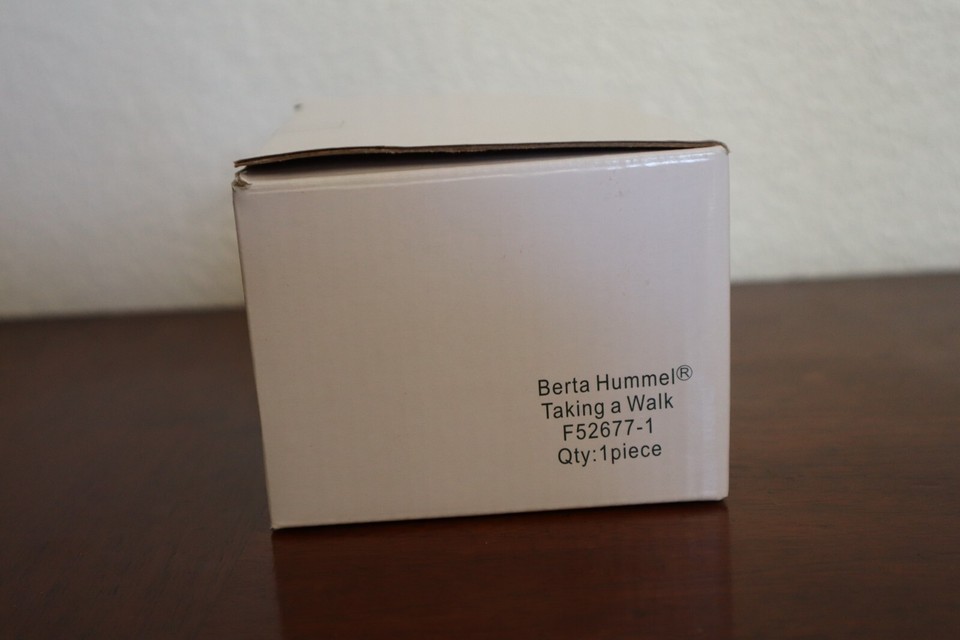 Berta Hummel®
Taking a Walk
F52677-1
Qty:1piece